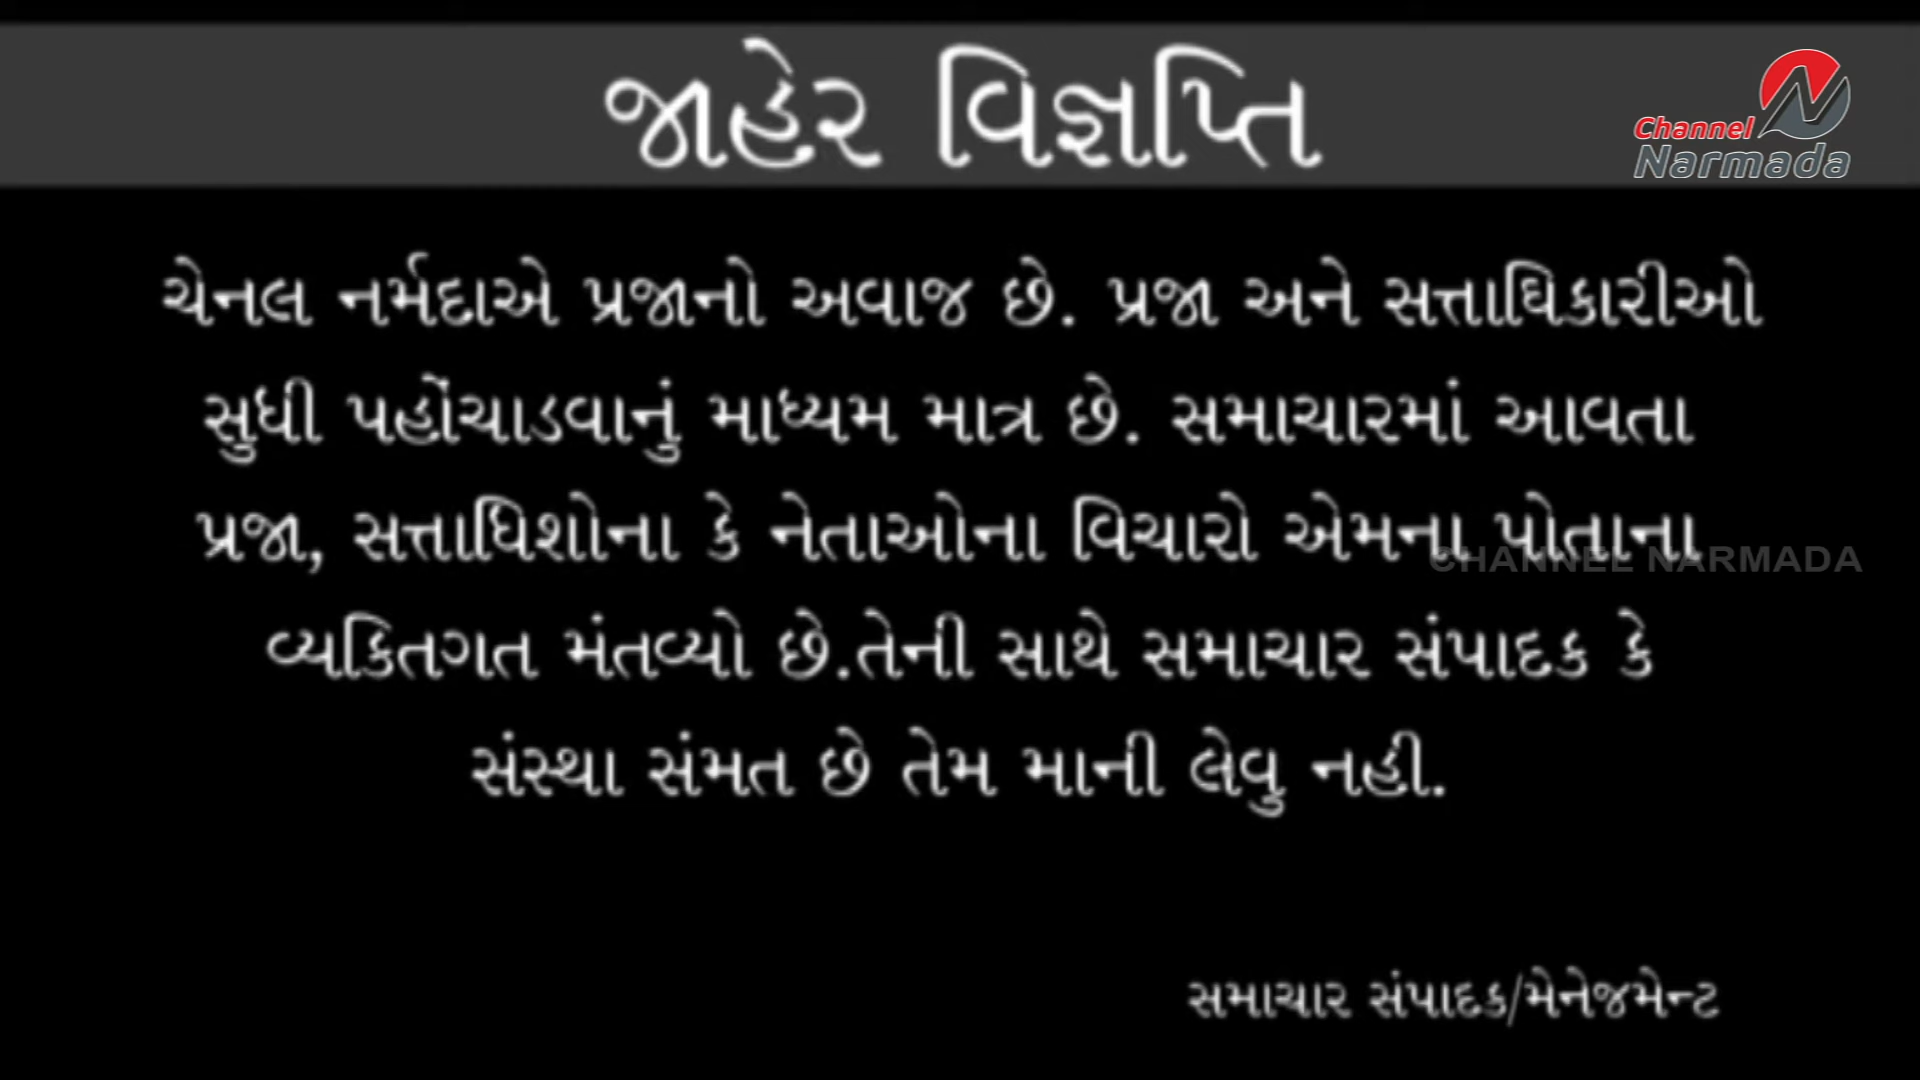 જાહેર વિજ્ઞપ્તિ
Channel
Narmada
ચેનલ નર્મદાએ પ્રજાનો અવાજ છે. પ્રજા અને સત્તાધિકારીઓ
સુધી પહોંચાડવાનું માધ્યમ માત્ર છે. સમાચારમાં આવતા
પ્રજા, સત્તાધિશોના કે નેતાઓના વિચારો એમના પોતાના
CHANNEL NARMADA
વ્યકિતગત મંતવ્યો છે.તેની સાથે સમાચાર સંપાદક કે
સંસ્થા સંમત છે તેમ માની લેવુ નહી.
સમાચાર સંપાદક/મેનેજમેન્ટ